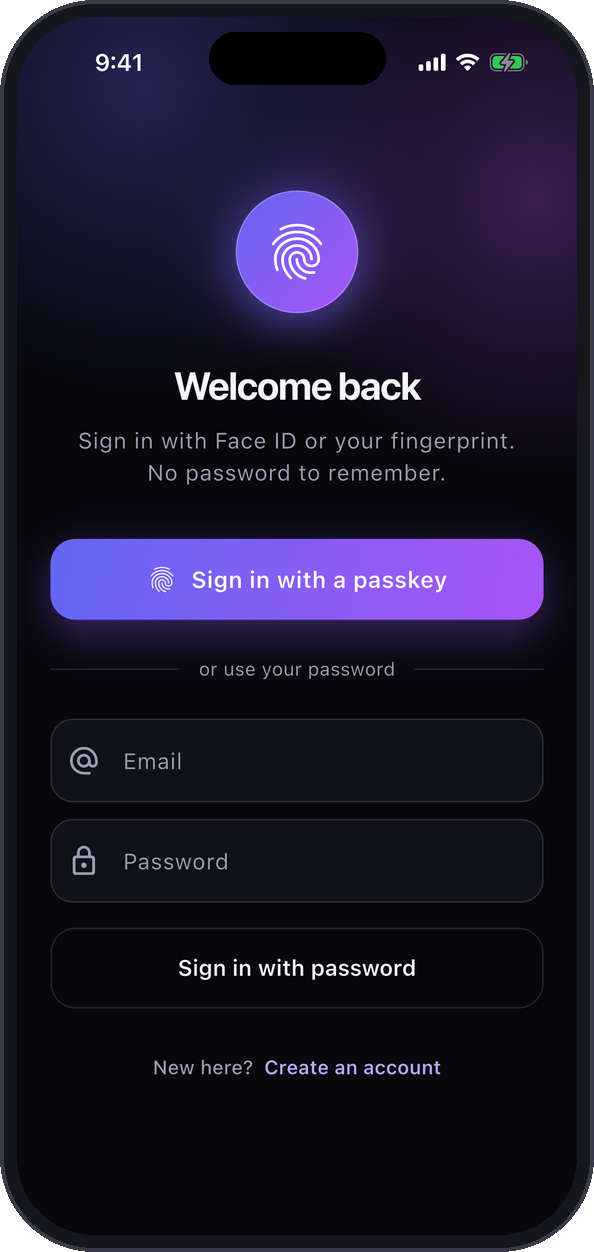 9:41
Welcome back
Sign in with Face ID or your fingerprint.
No password to remember.
Sign in with a passkey
or use your password
Email
Password
Sign in with password
New here? Create an account